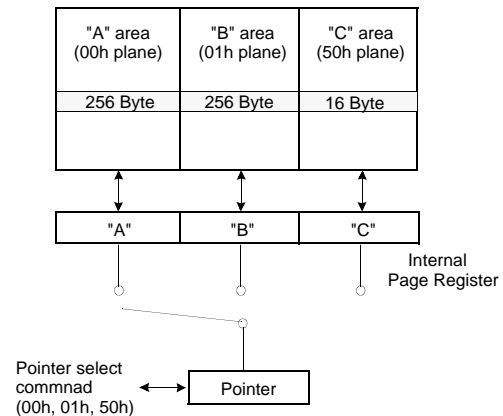 "A" area
(00h plane)
"B" area
(01h plane)
"C" area
(50h plane)
256 Byte
256 Byte
16 Byte
"A"
"B"
"C"
Internal
Page Register
Pointer select
commnad
(00h, 01h, 50h)
Pointer